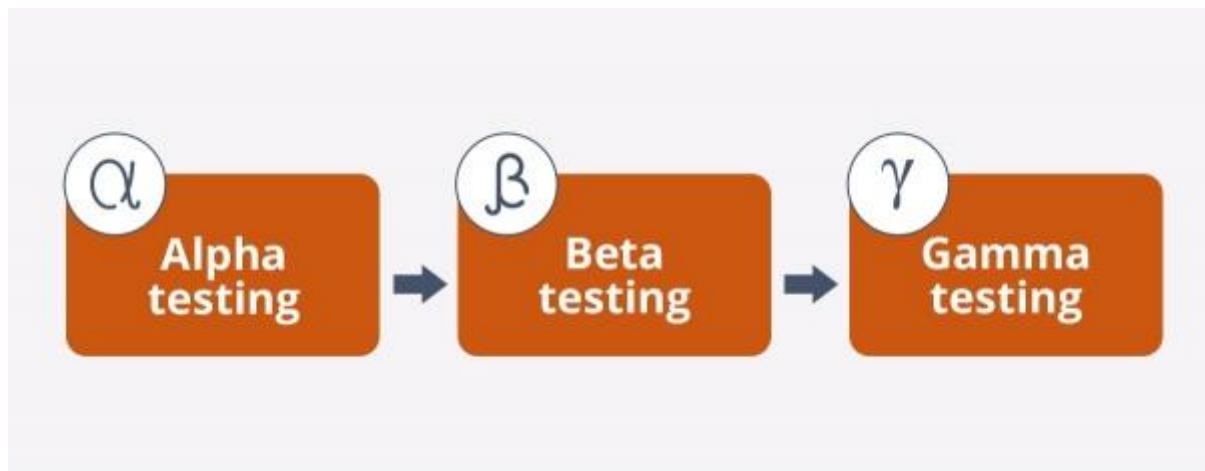 α
Alpha
testing
β
Beta
testing
γ
Gamma
testing